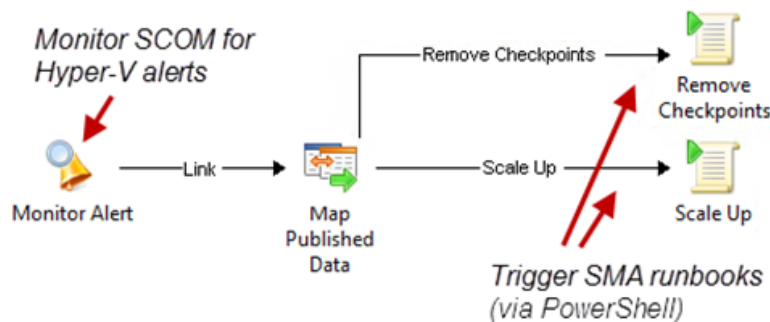 Monitor SCOM for
Hyper-V alerts
Remove Checkpoints
Remove
Checkpoints
Link
Scale Up
Monitor Alert
Map
Published
Data
Scale Up
Trigger SMA runbooks
(via PowerShell)